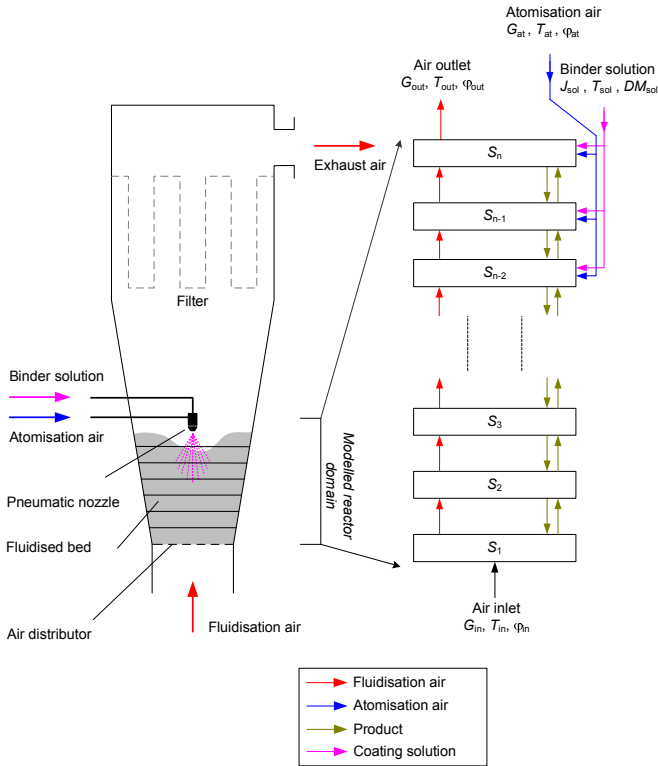 Atomisation air
Gat , Tat , φat
Air outlet
Gout, Tout, φout
Binder solution
Jsol , Tsol , DMsol
Exhaust air
Sn
Sn-1
Sn-2
Filter
Binder solution
Atomisation air
Pneumatic nozzle
Fluidised bed
Air distributor
Fluidisation air
Modelled reactor
domain
S3
S2
S1
Air inlet
Gin, Tin, φin
Fluidisation air
Atomisation air
Product
Coating solution